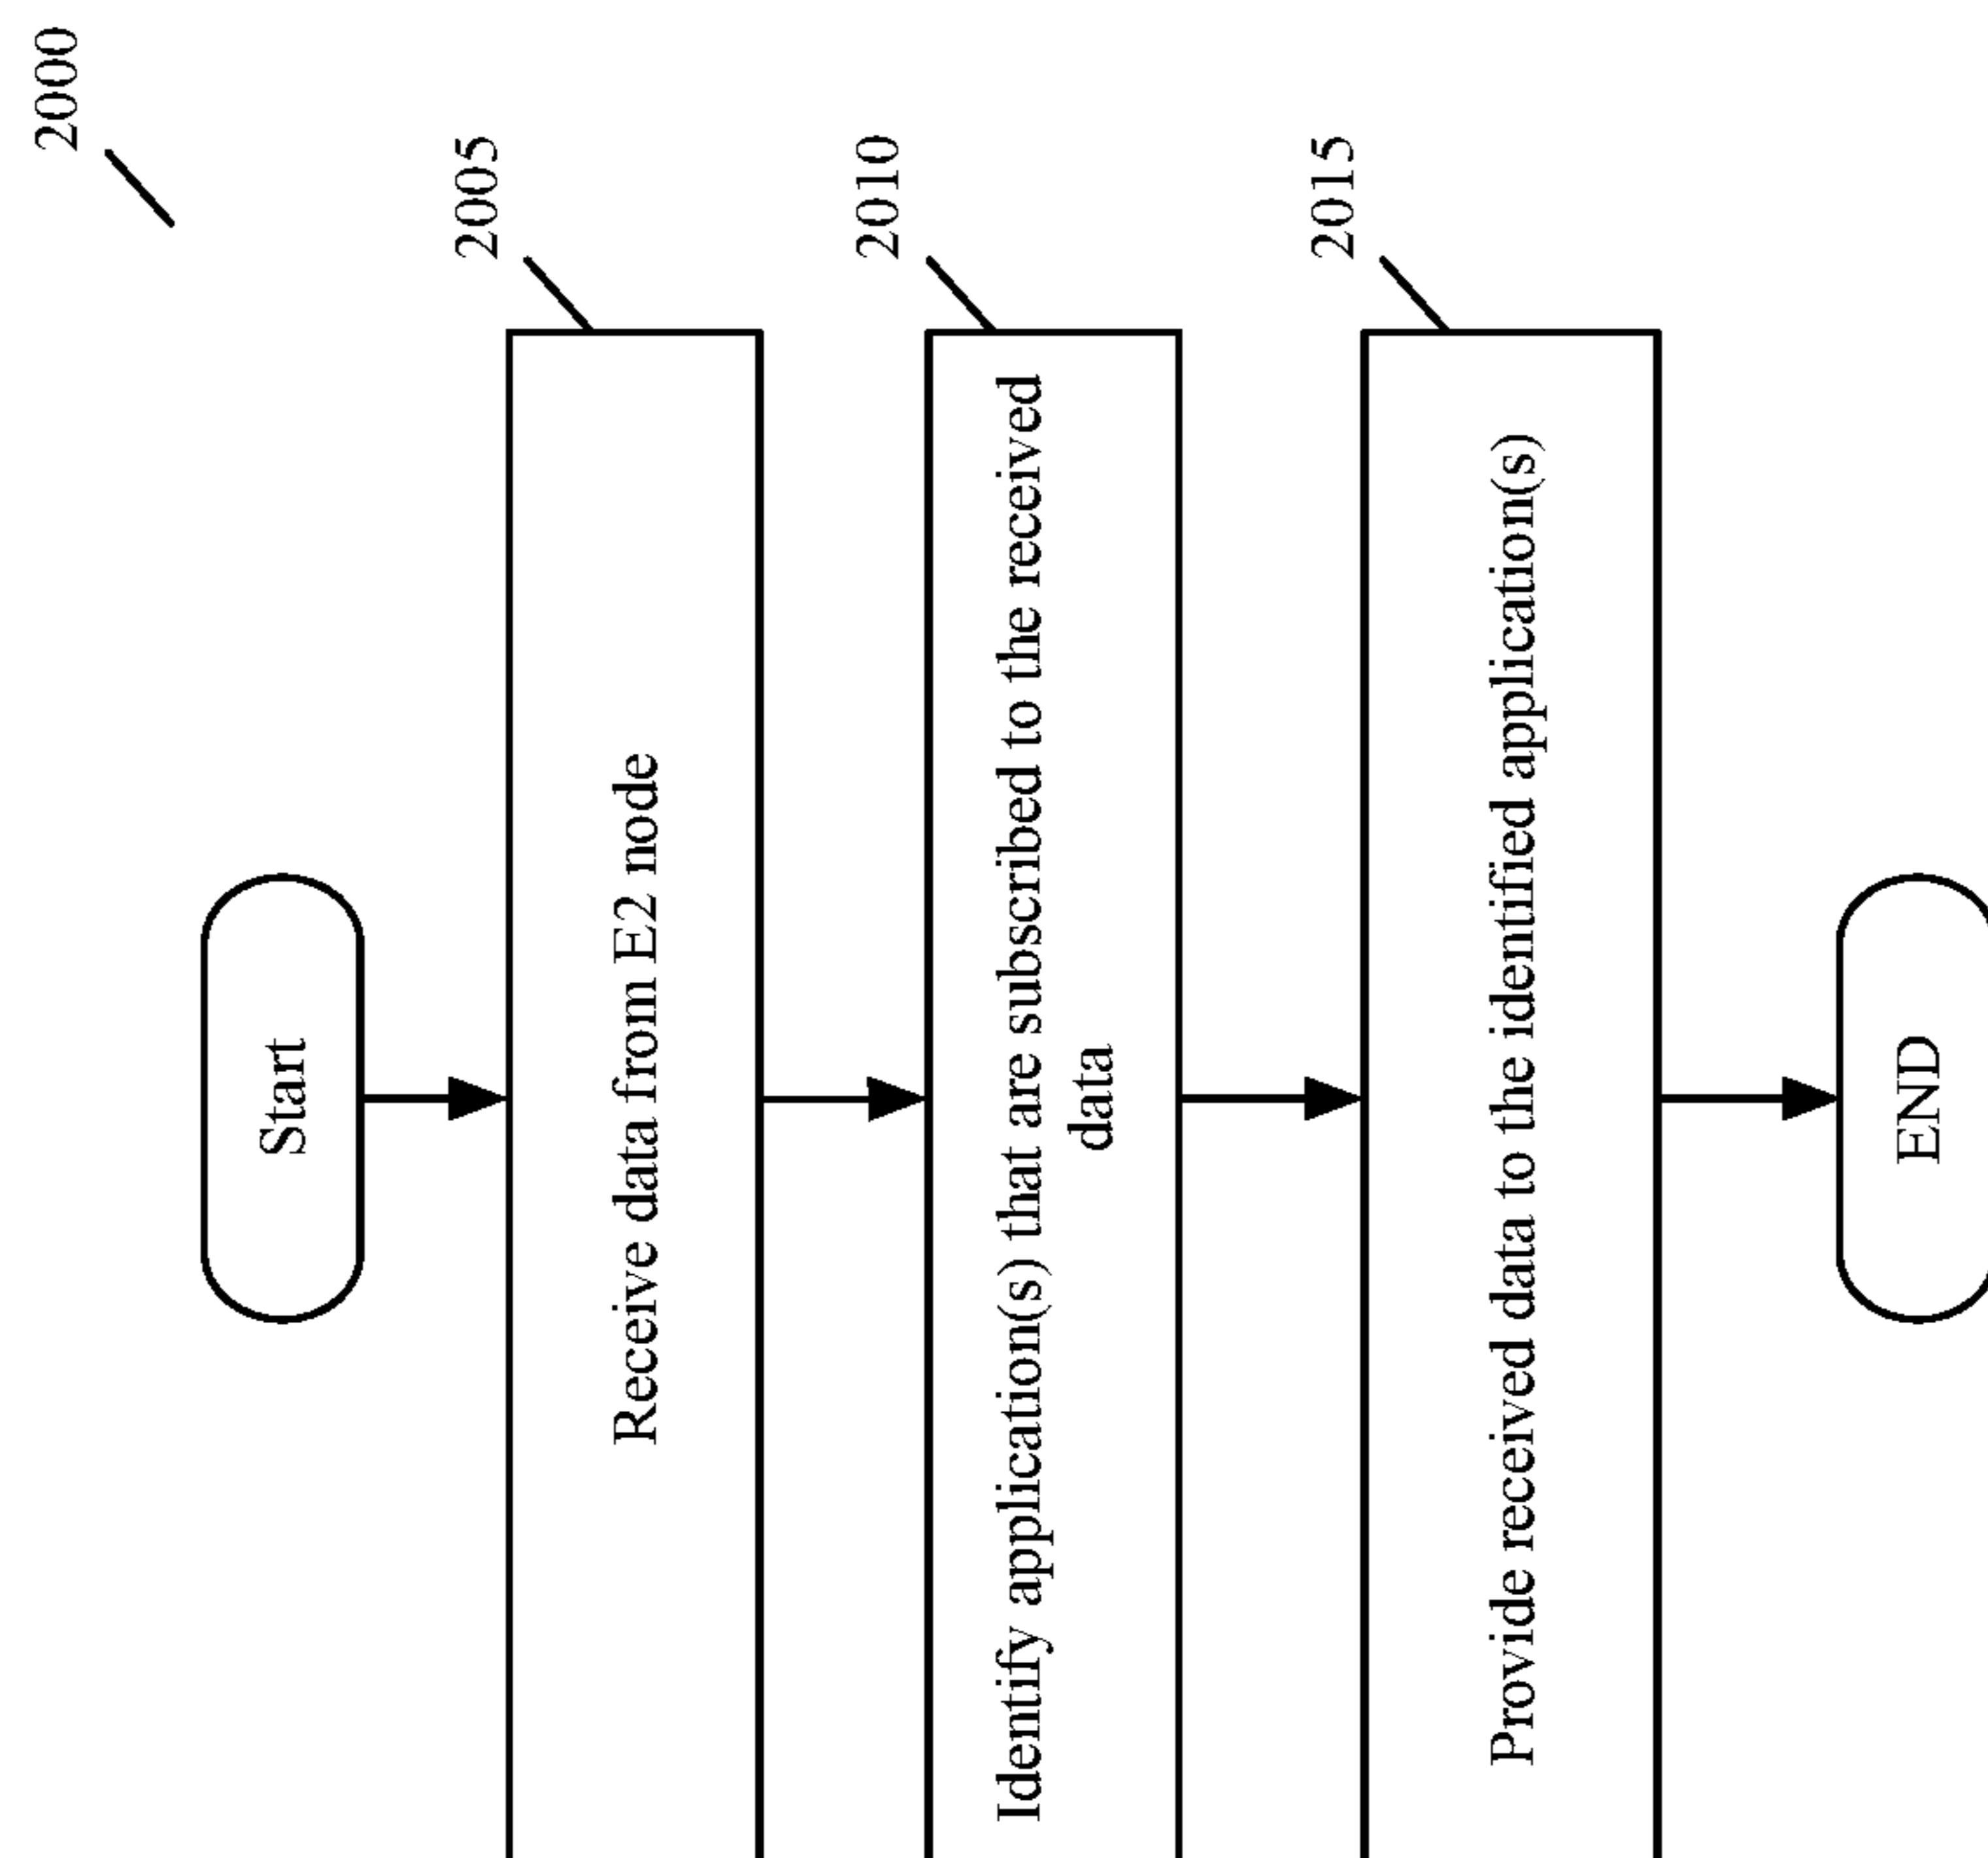 2000
Start
2005
Receive data from E2 node
2010
Identify application(s) that are subscribed to the received
data
2015
Provide received data to the identified application(s)
END